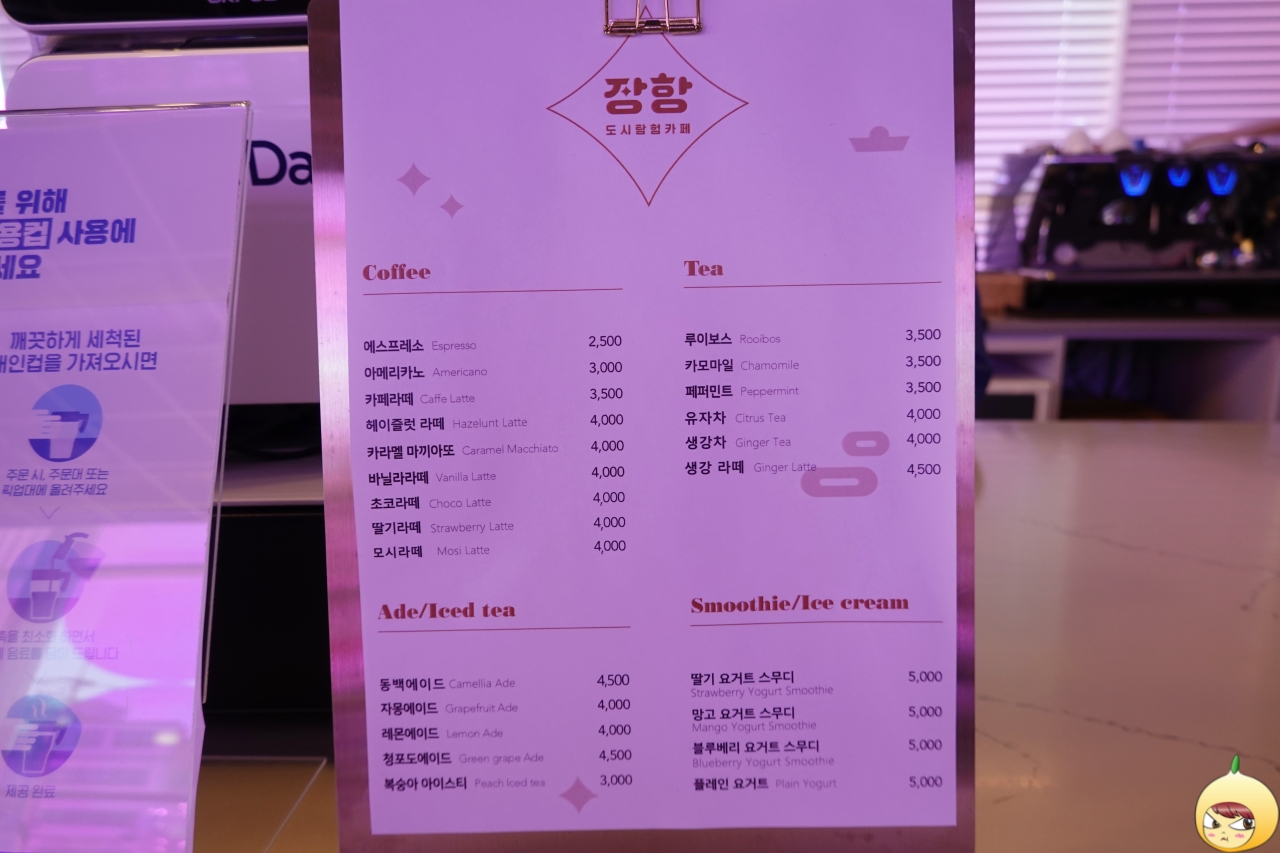 Da
를 위해
용컵 사용에
세요
깨끗하게 세척된
개인컵을 가져오시면
주문 시, 주문대 또는
픽업대에 올려주세요
제공 완료
장항
도시탐험카페
Coffee
에스프레소 Espresso 2,500
아메리카노 Americano 3,000
카페라떼 Caffe Latte 3,500
헤이즐럿 라떼 Hazelunt Latte 4,000
카라멜 마끼아또 Caramel Macchiato 4,000
바닐라라떼 Vanilla Latte 4,000
초코라떼 Choco Latte 4,000
딸기라떼 Strawberry Latte 4,000
모시라떼 Mosi Latte 4,000
Tea
루이보스 Rooibos 3,500
카모마일 Chamomile 3,500
페퍼민트 Peppermint 3,500
유자차 Citrus Tea 4,000
생강차 Ginger Tea 4,000
생강 라떼 Ginger Latte 4,500
Ade/Iced tea
동백에이드 Camellia Ade 4,500
자몽에이드 Grapefruit Ade 4,000
레몬에이드 Lemon Ade 4,000
청포도에이드 Green grape Ade 4,500
복숭아 아이스티 Peach Iced tea 3,000
Smoothie/Ice cream
딸기 요거트 스무디 5,000
Strawberry Yogurt Smoothie
망고 요거트 스무디 5,000
Mango Yogurt Smoothie
블루베리 요거트 스무디 5,000
Blueberry Yogurt Smoothie
플레인 요거트 Plain Yogurt 5,000